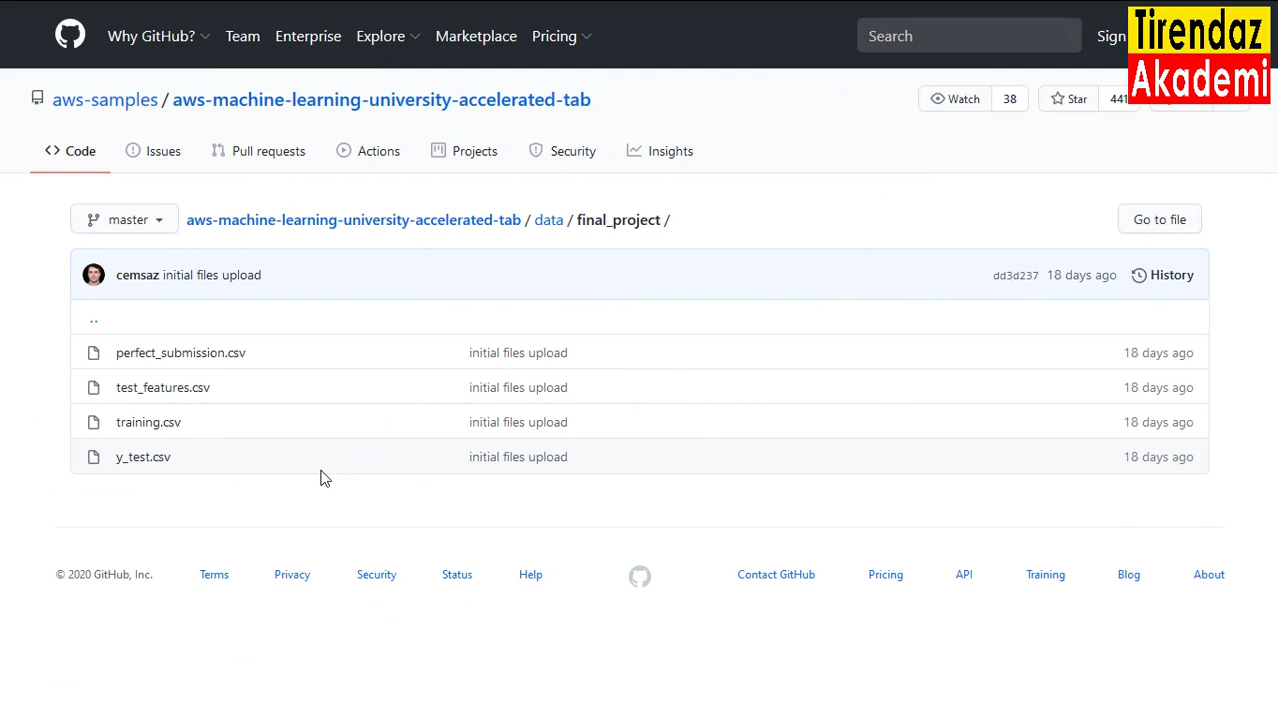 Why GitHub? Team Enterprise Explore Marketplace Pricing Search Sign
Tirendaz
Akademi
aws-samples / aws-machine-learning-university-accelerated-tab Watch 38 Star 441
Code Issues Pull requests Actions Projects Security Insights
master aws-machine-learning-university-accelerated-tab / data / final_project / Go to file
cemsaz initial files upload dd3d237 18 days ago History
..
perfect_submission.csv initial files upload 18 days ago
test_features.csv initial files upload 18 days ago
training.csv initial files upload 18 days ago
y_test.csv initial files upload 18 days ago
© 2020 GitHub, Inc. Terms Privacy Security Status Help Contact GitHub Pricing API Training Blog About